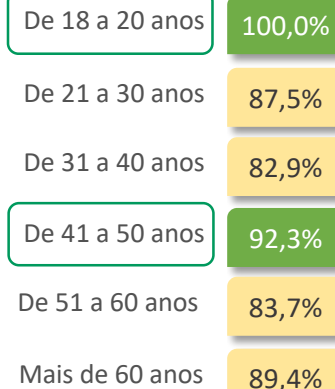 De 18 a 20 anos 100,0%
De 21 a 30 anos 87,5%
De 31 a 40 anos 82,9%
De 41 a 50 anos 92,3%
De 51 a 60 anos 83,7%
Mais de 60 anos 89,4%